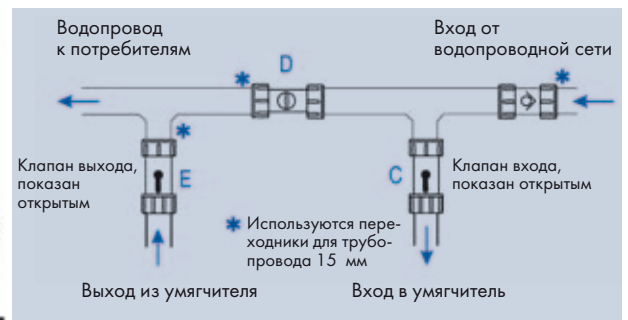 Водопровод
к потребителям
Вход от
водопроводной сети
*
D
*
*
Клапан выхода,
показан
открытым
E
C
Клапан входа,
показан открытым
* Используются пере-
ходники для трубо-
провода 15 мм
Выход из умягчителя
Вход в умягчитель